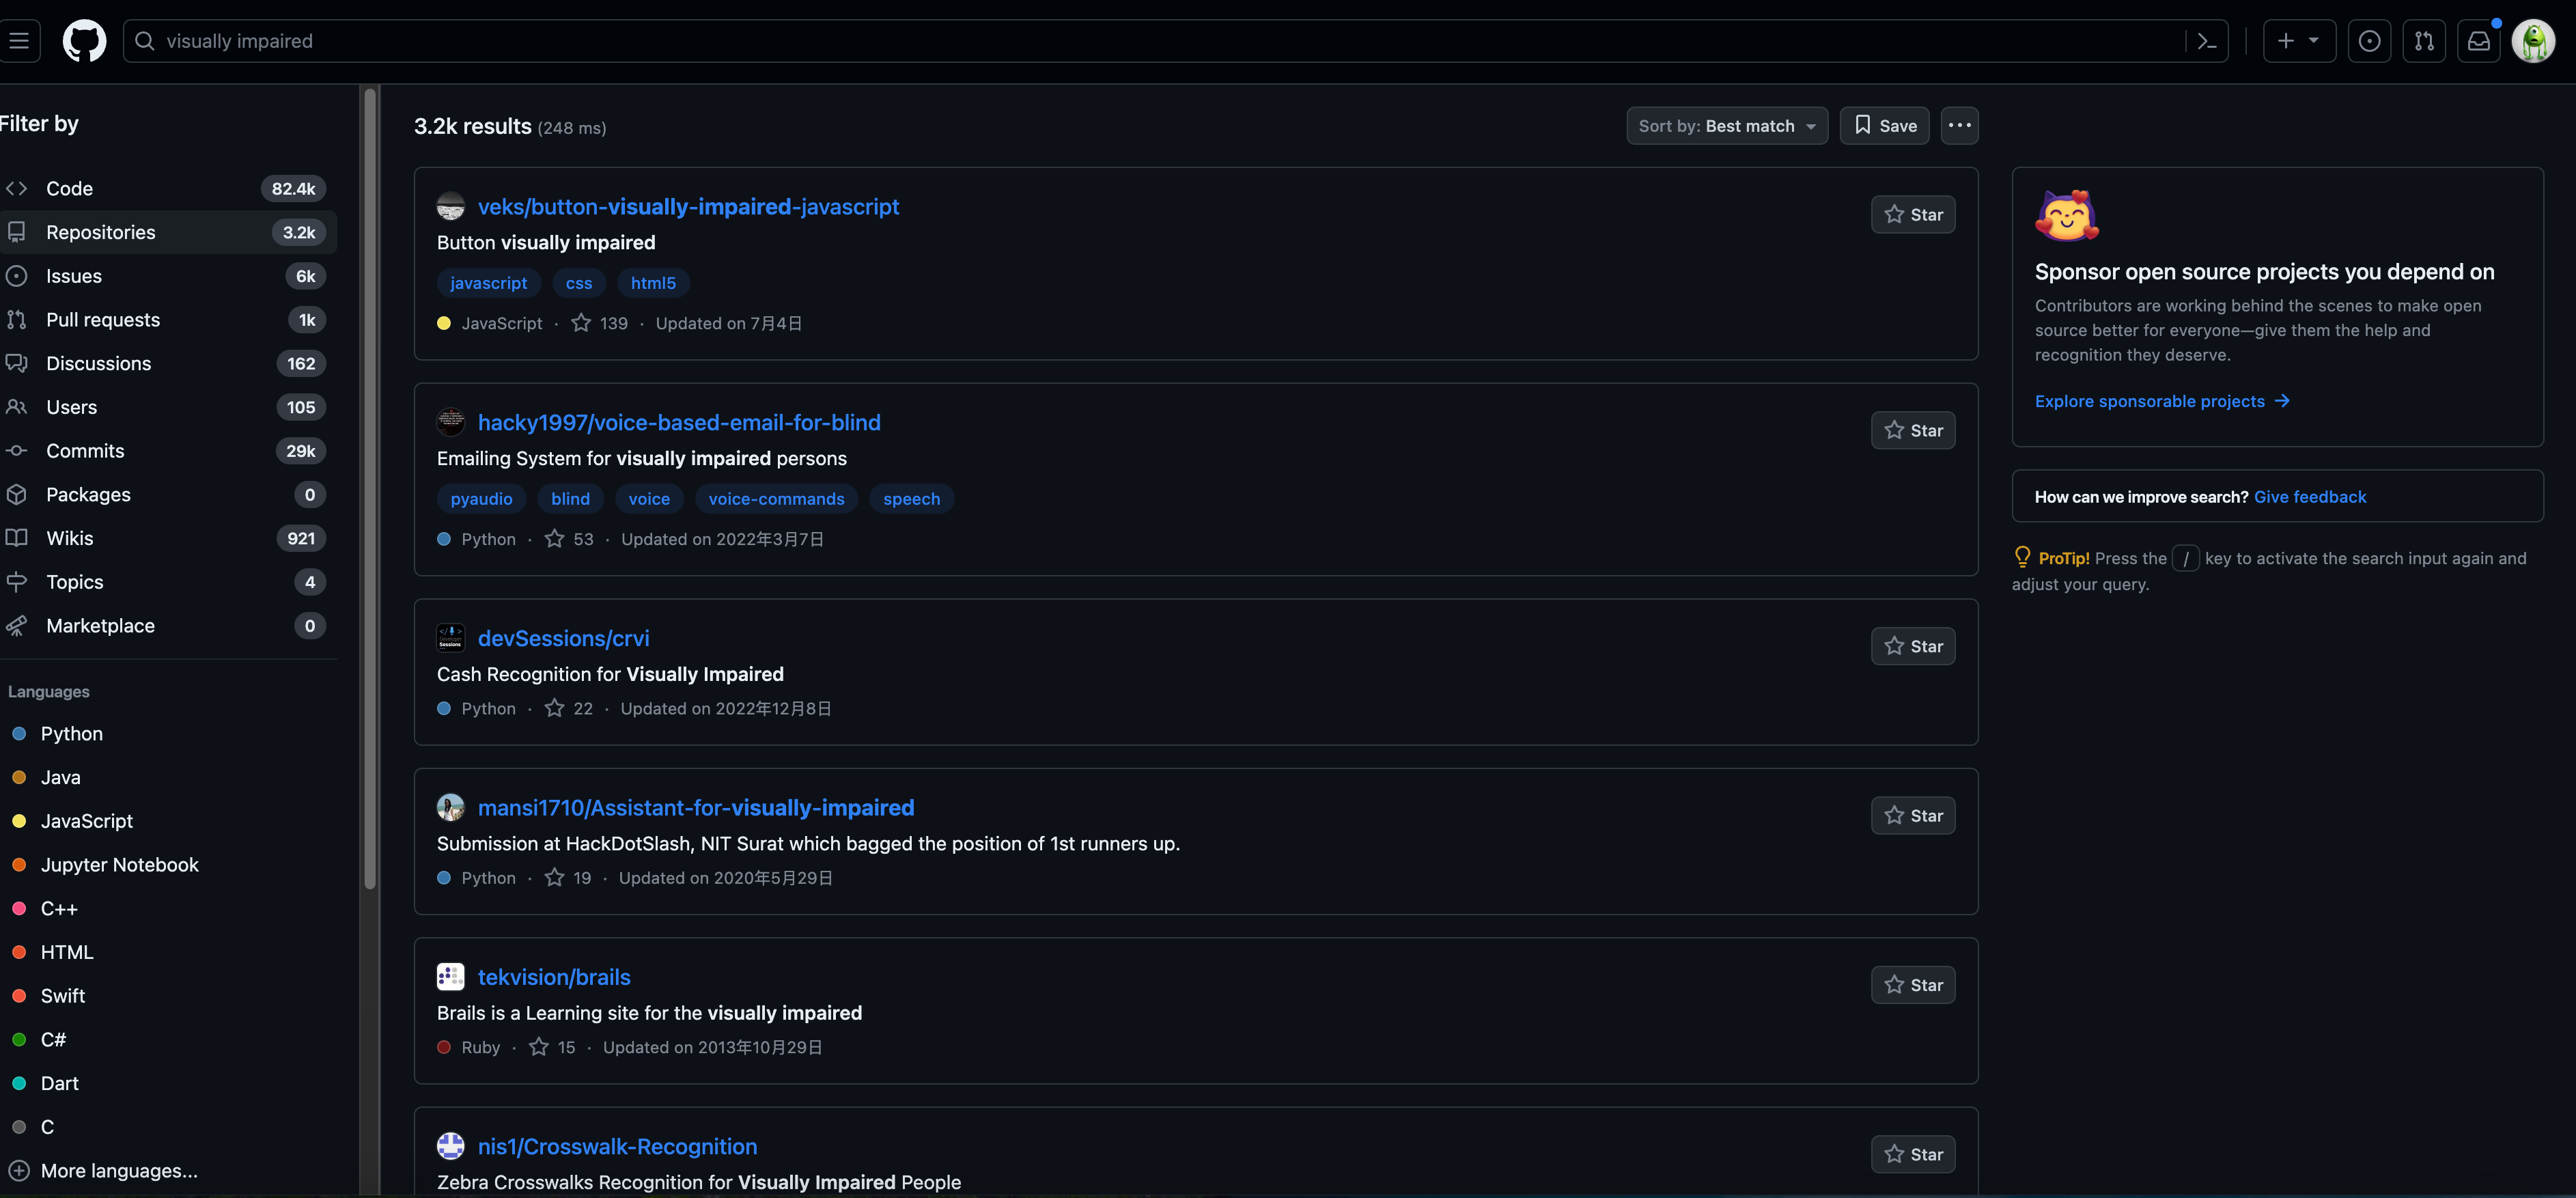 visually impaired
Filter by
Code 82.4k
Repositories 3.2k
Issues 6k
Pull requests 1k
Discussions 162
Users 105
Commits 29k
Packages 0
Wikis 921
Topics 4
Marketplace 0
Languages
Python
Java
JavaScript
Jupyter Notebook
C++
HTML
Swift
C#
Dart
C
More languages...
3.2k results (248 ms)
Sort by: Best match
Save
veks/button-visually-impaired-javascript
Star
Button visually impaired
javascript css html5
JavaScript · 139 · Updated on 7月4日
hacky1997/voice-based-email-for-blind
Star
Emailing System for visually impaired persons
pyaudio blind voice voice-commands speech
Python · 53 · Updated on 2022年3月7日
devSessions/crvi
Star
Cash Recognition for Visually Impaired
Python · 22 · Updated on 2022年12月8日
mansi1710/Assistant-for-visually-impaired
Star
Submission at HackDotSlash, NIT Surat which bagged the position of 1st runners up.
Python · 19 · Updated on 2020年5月29日
tekvision/brails
Star
Brails is a Learning site for the visually impaired
Ruby · 15 · Updated on 2013年10月29日
nis1/Crosswalk-Recognition
Star
Zebra Crosswalks Recognition for Visually Impaired People
Sponsor open source projects you depend on
Contributors are working behind the scenes to make open
source better for everyone—give them the help and
recognition they deserve.
Explore sponsorable projects →
How can we improve search? Give feedback
ProTip! Press the / key to activate the search input again and
adjust your query.